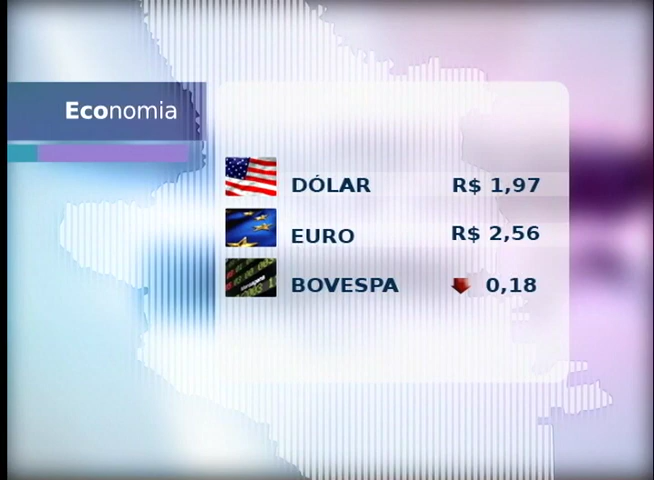 Economia
DÓLAR R$ 1,97
EURO R$ 2,56
BOVESPA 0,18